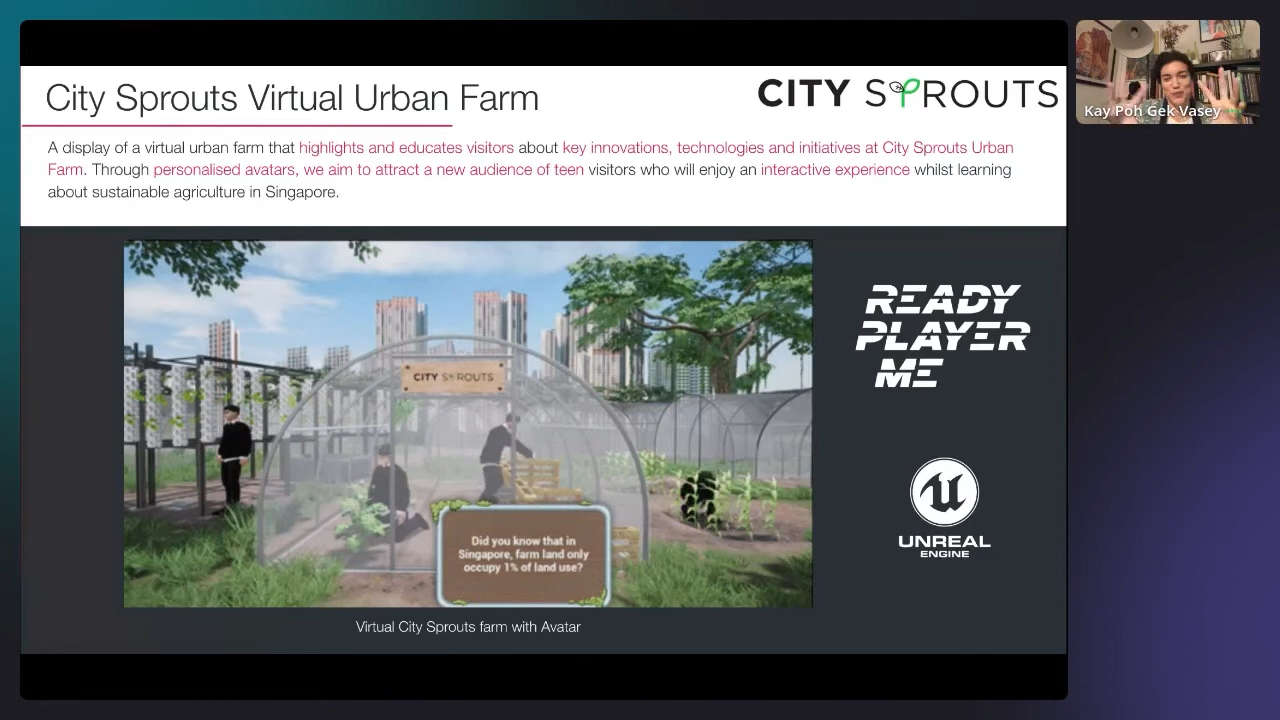 City Sprouts Virtual Urban Farm
CITY SPROUTS
A display of a virtual urban farm that highlights and educates visitors about key innovations, technologies and initiatives at City Sprouts Urban
Farm. Through personalised avatars, we aim to attract a new audience of teen visitors who will enjoy an interactive experience whilst learning
about sustainable agriculture in Singapore.
Kay Poh Gek Vasey
CITY SPROUTS
Did you know that in
Singapore, farm land only
occupy 1% of land use?
READY
PLAYER
ME
UNREAL
ENGINE
Virtual City Sprouts farm with Avatar